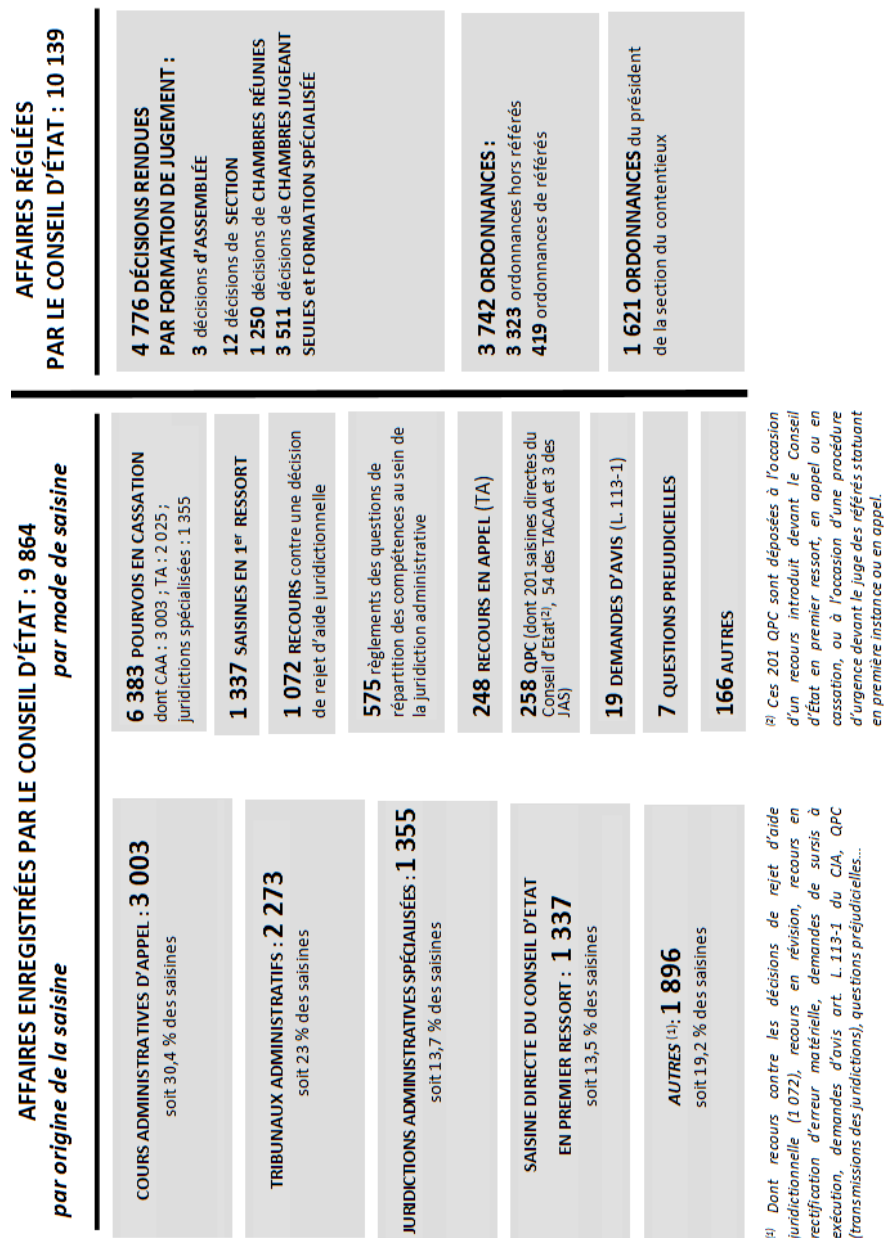 AFFAIRES ENREGISTRÉES PAR LE CONSEIL D'ÉTAT : 9 864
par origine de la saisine
COURS ADMINISTRATIVES D'APPEL : 3 003
soit 30,4 % des saisines
TRIBUNAUX ADMINISTRATIFS : 2 273
soit 23 % des saisines
JURIDICTIONS ADMINISTRATIVES SPÉCIALISÉES : 1 355
soit 13,7 % des saisines
SAISINE DIRECTE DU CONSEIL D'ETAT
EN PREMIER RESSORT : 1 337
soit 13,5 % des saisines
AUTRES (1): 1 896
soit 19,2 % des saisines
(1) Dont recours contre les décisions de rejet d'aide
juridictionnelle (1 072), recours en révision, recours en
rectification d'erreur matérielle, demandes de sursis à
exécution, demandes d'avis art. L. 113-1 du CJA, QPC
(transmissions des juridictions), questions préjudicielles...
par mode de saisine
6 383 POURVOIS EN CASSATION
dont CAA : 3 003 ; TA : 2 025 ;
juridictions spécialisées : 1 355
1 337 SAISINES EN 1er RESSORT
1 072 RECOURS contre une décision
de rejet d'aide juridictionnelle
575 règlements des questions de
répartition des compétences au sein de
la juridiction administrative
248 RECOURS EN APPEL (TA)
258 QPC (dont 201 saisines directes du
Conseil d'Etat(2), 54 des TACAA et 3 des
JAS)
19 DEMANDES D'AVIS (L. 113-1)
7 QUESTIONS PREJUDICIELLES
166 AUTRES
(2) Ces 201 QPC sont déposées à l'occasion
d'un recours introduit devant le Conseil
d'État en premier ressort, en appel ou en
cassation, ou à l'occasion d'une procédure
d'urgence devant le juge des référés statuant
en première instance ou en appel.
AFFAIRES RÉGLÉES
PAR LE CONSEIL D'ÉTAT : 10 139
4 776 DÉCISIONS RENDUES
PAR FORMATION DE JUGEMENT :
3 décisions d'ASSEMBLÉE
12 décisions de SECTION
1 250 décisions de CHAMBRES RÉUNIES
3 511 décisions de CHAMBRES JUGEANT
SEULES et FORMATION SPÉCIALISÉE
3 742 ORDONNANCES :
3 323 ordonnances hors référés
419 ordonnances de référés
1 621 ORDONNANCES du président
de la section du contentieux